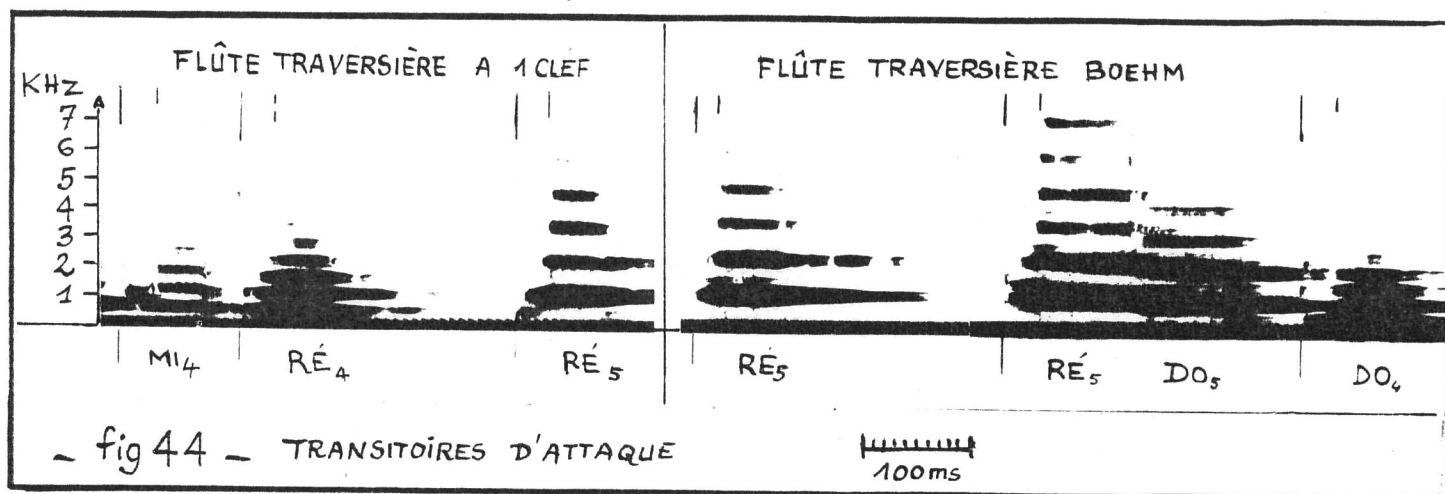 FLÛTE TRAVERSIÈRE A 1 CLEF
FLÛTE TRAVERSIÈRE BOEHM
KHz
7
6
5
4
3
2
1
MI4
RÉ4
RÉ5
RÉ5
RÉ5
DO5
DO4
_ fig 44 _ TRANSITOIRES D'ATTAQUE
100ms